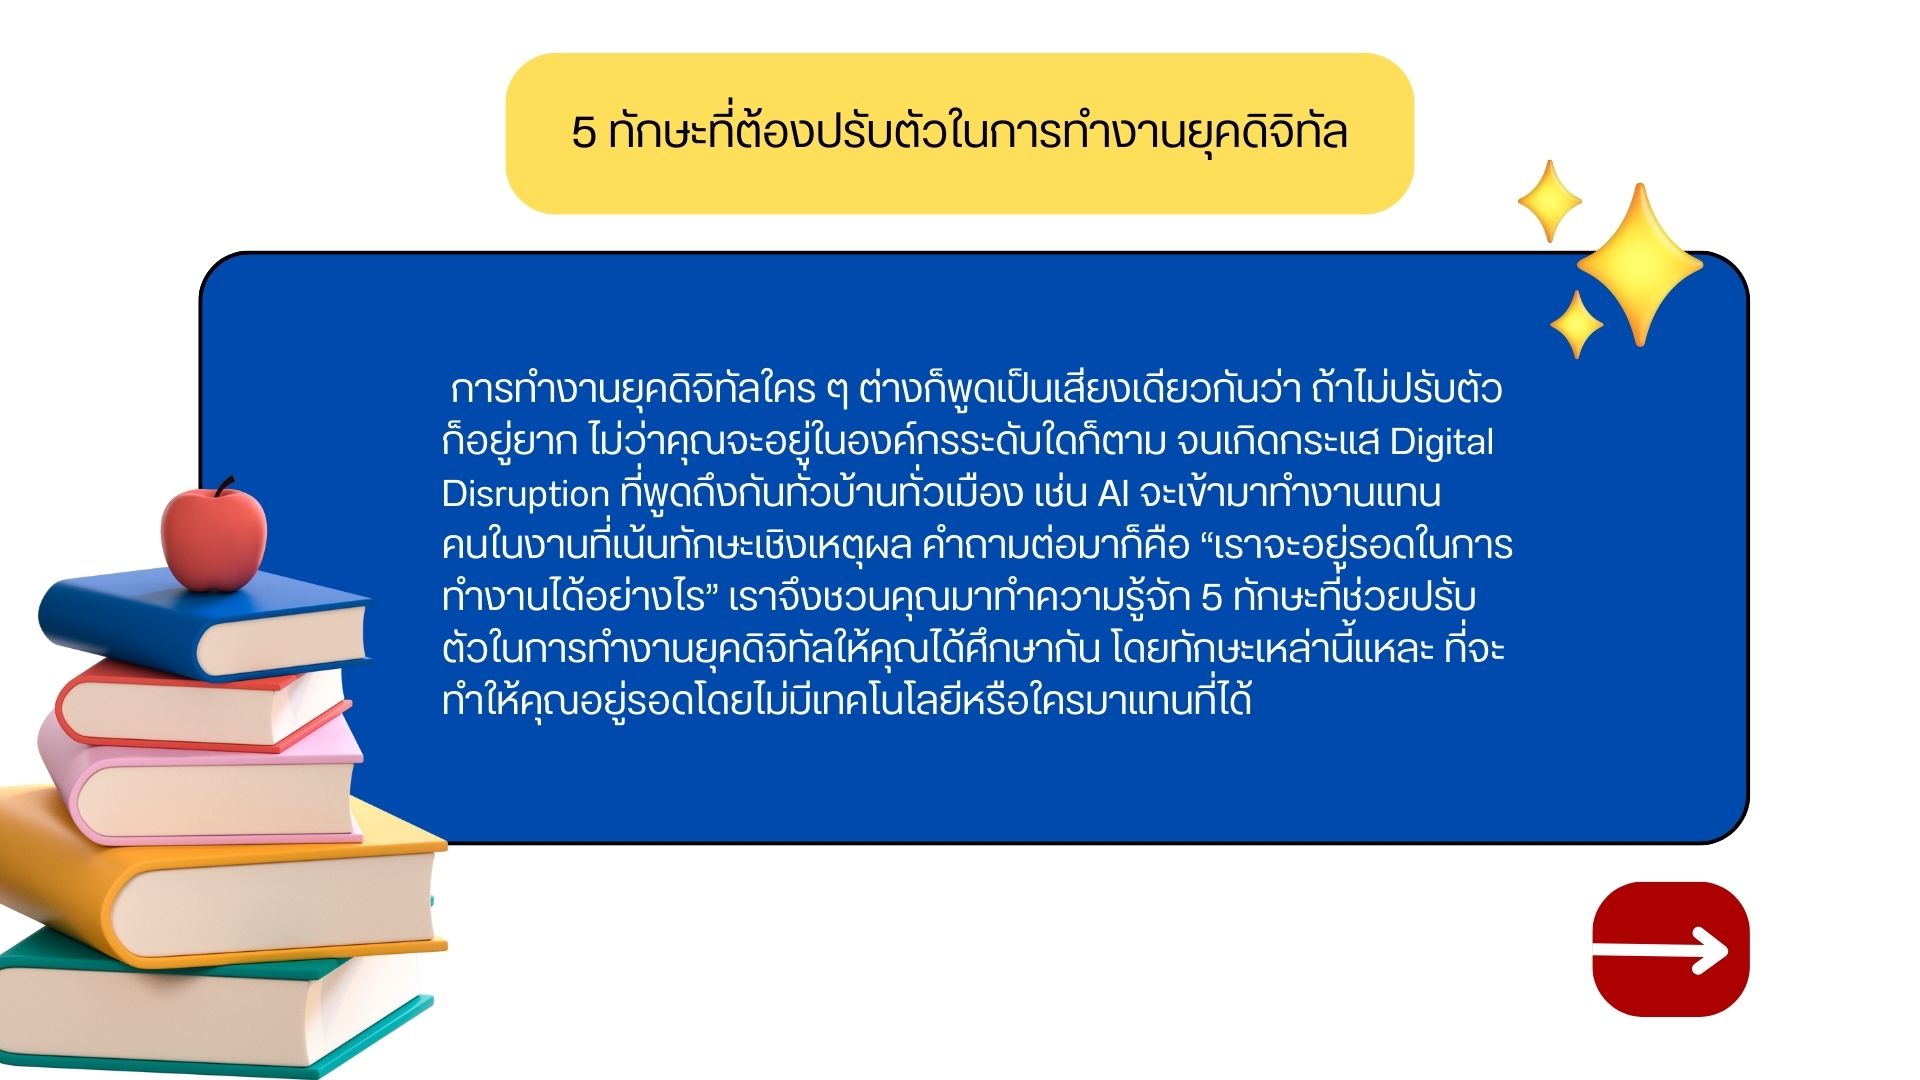 5 ทักษะที่ต้องปรับตัวในการทำงานยุคดิจิทัล
การทำงานยุคดิจิทัลใคร ๆ ต่างก็พูดเป็นเสียงเดียวกันว่า ถ้าไม่ปรับตัว
ก็อยู่ยาก ไม่ว่าคุณจะอยู่ในองค์กรระดับใดก็ตาม จนเกิดกระแส Digital
Disruption ที่พูดถึงกันทั่วบ้านทั่วเมือง เช่น AI จะเข้ามาทำงานแทน
คนในงานที่เน้นทักษะเชิงเหตุผล คำถามต่อมาก็คือ “เราจะอยู่รอดในการ
ทำงานได้อย่างไร” เราจึงชวนคุณมาทำความรู้จัก 5 ทักษะที่ช่วยปรับ
ตัวในการทำงานยุคดิจิทัลให้คุณได้ศึกษากัน โดยทักษะเหล่านี้แหละ ที่จะ
ทำให้คุณอยู่รอดโดยไม่มีเทคโนโลยีหรือใครมาแทนที่ได้